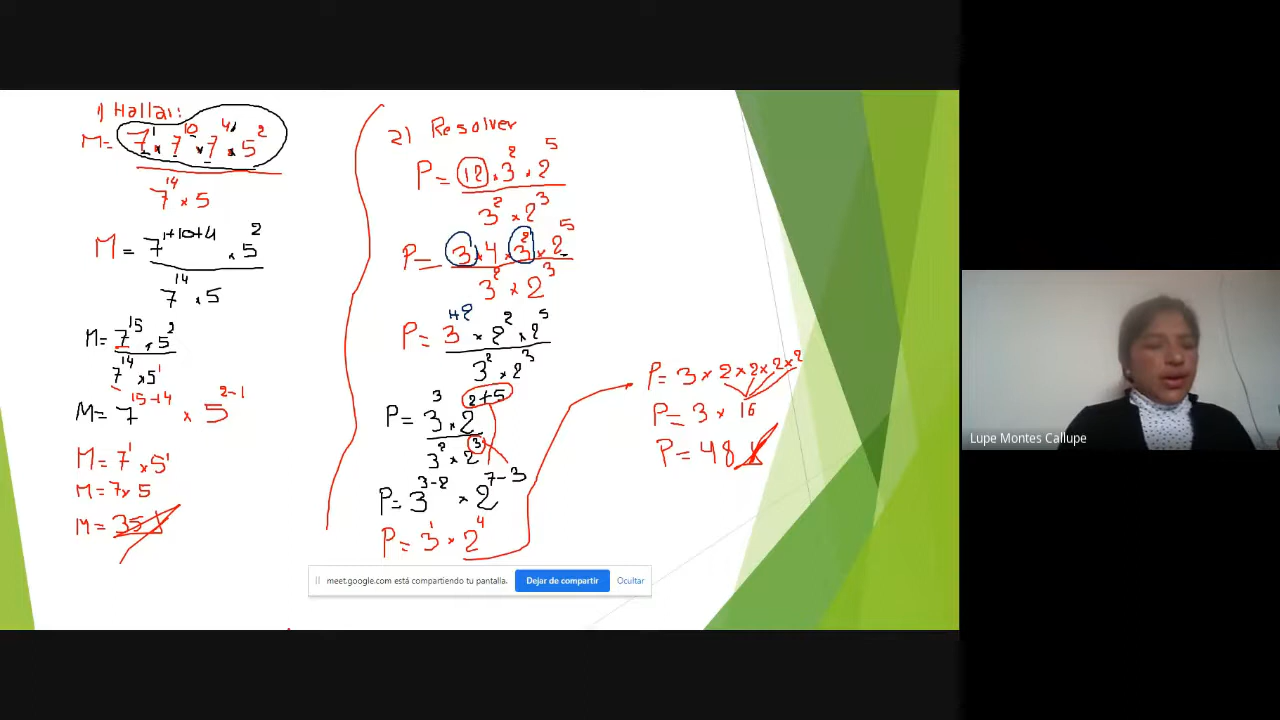 1) Hallar:
M= 7¹ × 7¹⁰ × 7⁴ × 5²
7¹⁴ × 5
M = 7¹⁺¹⁰⁺⁴ × 5²
7¹⁴ × 5
M= 7¹⁵ × 5²
7¹⁴ × 5¹
M= 7¹⁵⁺¹⁴ × 5²⁻¹
M= 7¹ × 5¹
M= 7 × 5
M= 35
2) Resolver
P= 12 × 3² × 2⁵
3² × 2³
P= 3¹ × 4 × 3² × 2⁵
3² × 2³
P= 3¹⁺² × 2² × 2⁵
3² × 2³
P= 3³ × 2²⁺⁵
3² × 2³
P= 3³⁻² × 2⁷⁻³
P= 3¹ × 2⁴
P= 3 × 2 × 2 × 2 × 2
P= 3 × 16
P= 48
meet.google.com está compartiendo tu pantalla.
Dejar de compartir
Ocultar
Lupe Montes Callupe